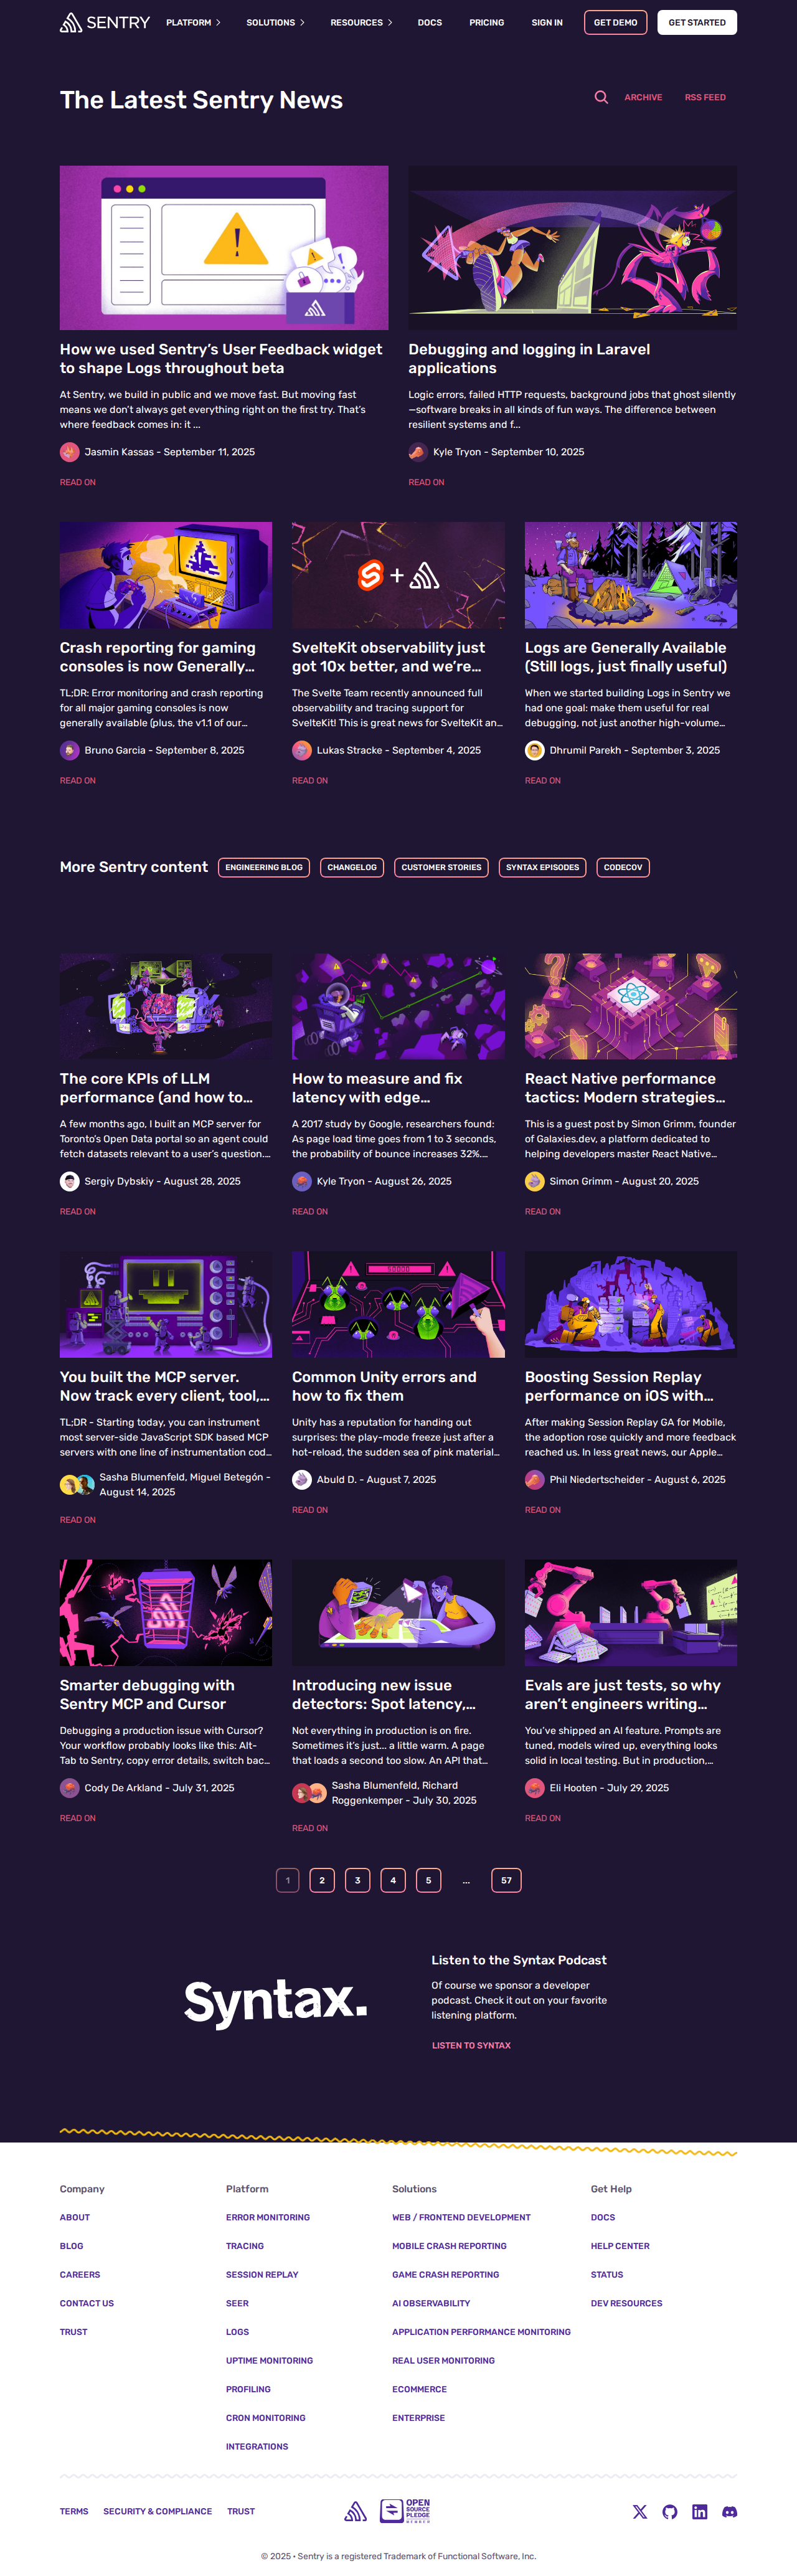 SENTRY
PLATFORM
SOLUTIONS
RESOURCES
DOCS
PRICING
SIGN IN
GET DEMO
GET STARTED
The Latest Sentry News
ARCHIVE
RSS FEED
How we used Sentry’s User Feedback widget
to shape Logs throughout beta
At Sentry, we build in public and we move fast. But moving fast
means we don’t always get everything right on the first try. That’s
where feedback comes in: it ...
Jasmin Kassas - September 11, 2025
READ ON
Debugging and logging in Laravel
applications
Logic errors, failed HTTP requests, background jobs that ghost silently
—software breaks in all kinds of fun ways. The difference between
resilient systems and f...
Kyle Tryon - September 10, 2025
READ ON
Crash reporting for gaming
consoles is now Generally...
TL;DR: Error monitoring and crash reporting
for all major gaming consoles is now
generally available (plus, the v1.1 of our...
Bruno Garcia - September 8, 2025
READ ON
SvelteKit observability just
got 10x better, and we’re...
The Svelte Team recently announced full
observability and tracing support for
SvelteKit! This is great news for SvelteKit an...
Lukas Stracke - September 4, 2025
READ ON
Logs are Generally Available
(Still logs, just finally useful)
When we started building Logs in Sentry we
had one goal: make them useful for real
debugging, not just another high-volume...
Dhrumil Parekh - September 3, 2025
READ ON
More Sentry content
ENGINEERING BLOG
CHANGELOG
CUSTOMER STORIES
SYNTAX EPISODES
CODECOV
The core KPIs of LLM
performance (and how to...
A few months ago, I built an MCP server for
Toronto’s Open Data portal so an agent could
fetch datasets relevant to a user’s question....
Sergiy Dybskiy - August 28, 2025
READ ON
How to measure and fix
latency with edge...
A 2017 study by Google, researchers found:
As page load time goes from 1 to 3 seconds,
the probability of bounce increases 32%....
Kyle Tryon - August 26, 2025
READ ON
React Native performance
tactics: Modern strategies...
This is a guest post by Simon Grimm, founder
of Galaxies.dev, a platform dedicated to
helping developers master React Native...
Simon Grimm - August 20, 2025
READ ON
You built the MCP server.
Now track every client, tool,...
TL;DR - Starting today, you can instrument
most server-side JavaScript SDK based MCP
servers with one line of instrumentation cod...
Sasha Blumenfeld, Miguel Betegón -
August 14, 2025
READ ON
Common Unity errors and
how to fix them
Unity has a reputation for handing out
surprises: the play-mode freeze just after a
hot-reload, the sudden sea of pink material...
Abuld D. - August 7, 2025
READ ON
Boosting Session Replay
performance on iOS with...
After making Session Replay GA for Mobile,
the adoption rose quickly and more feedback
reached us. In less great news, our Apple...
Phil Niedertscheider - August 6, 2025
READ ON
Smarter debugging with
Sentry MCP and Cursor
Debugging a production issue with Cursor?
Your workflow probably looks like this: Alt-
Tab to Sentry, copy error details, switch bac...
Cody De Arkland - July 31, 2025
READ ON
Introducing new issue
detectors: Spot latency,...
Not everything in production is on fire.
Sometimes it’s just... a little warm. A page
that loads a second too slow. An API that...
Sasha Blumenfeld, Richard
Roggenkemper - July 30, 2025
READ ON
Evals are just tests, so why
aren’t engineers writing...
You’ve shipped an AI feature. Prompts are
tuned, models wired up, everything looks
solid in local testing. But in production,...
Eli Hooten - July 29, 2025
READ ON
1 2 3 4 5 ... 57
Syntax.
Listen to the Syntax Podcast
Of course we sponsor a developer
podcast. Check it out on your favorite
listening platform.
LISTEN TO SYNTAX
Company
ABOUT
BLOG
CAREERS
CONTACT US
TRUST
Platform
ERROR MONITORING
TRACING
SESSION REPLAY
SEER
LOGS
UPTIME MONITORING
PROFILING
CRON MONITORING
INTEGRATIONS
Solutions
WEB / FRONTEND DEVELOPMENT
MOBILE CRASH REPORTING
GAME CRASH REPORTING
AI OBSERVABILITY
APPLICATION PERFORMANCE MONITORING
REAL USER MONITORING
ECOMMERCE
ENTERPRISE
Get Help
DOCS
HELP CENTER
STATUS
DEV RESOURCES
TERMS
SECURITY & COMPLIANCE
TRUST
OPEN
SOURCE
PLEDGE
MEMBER
© 2025 • Sentry is a registered Trademark of Functional Software, Inc.